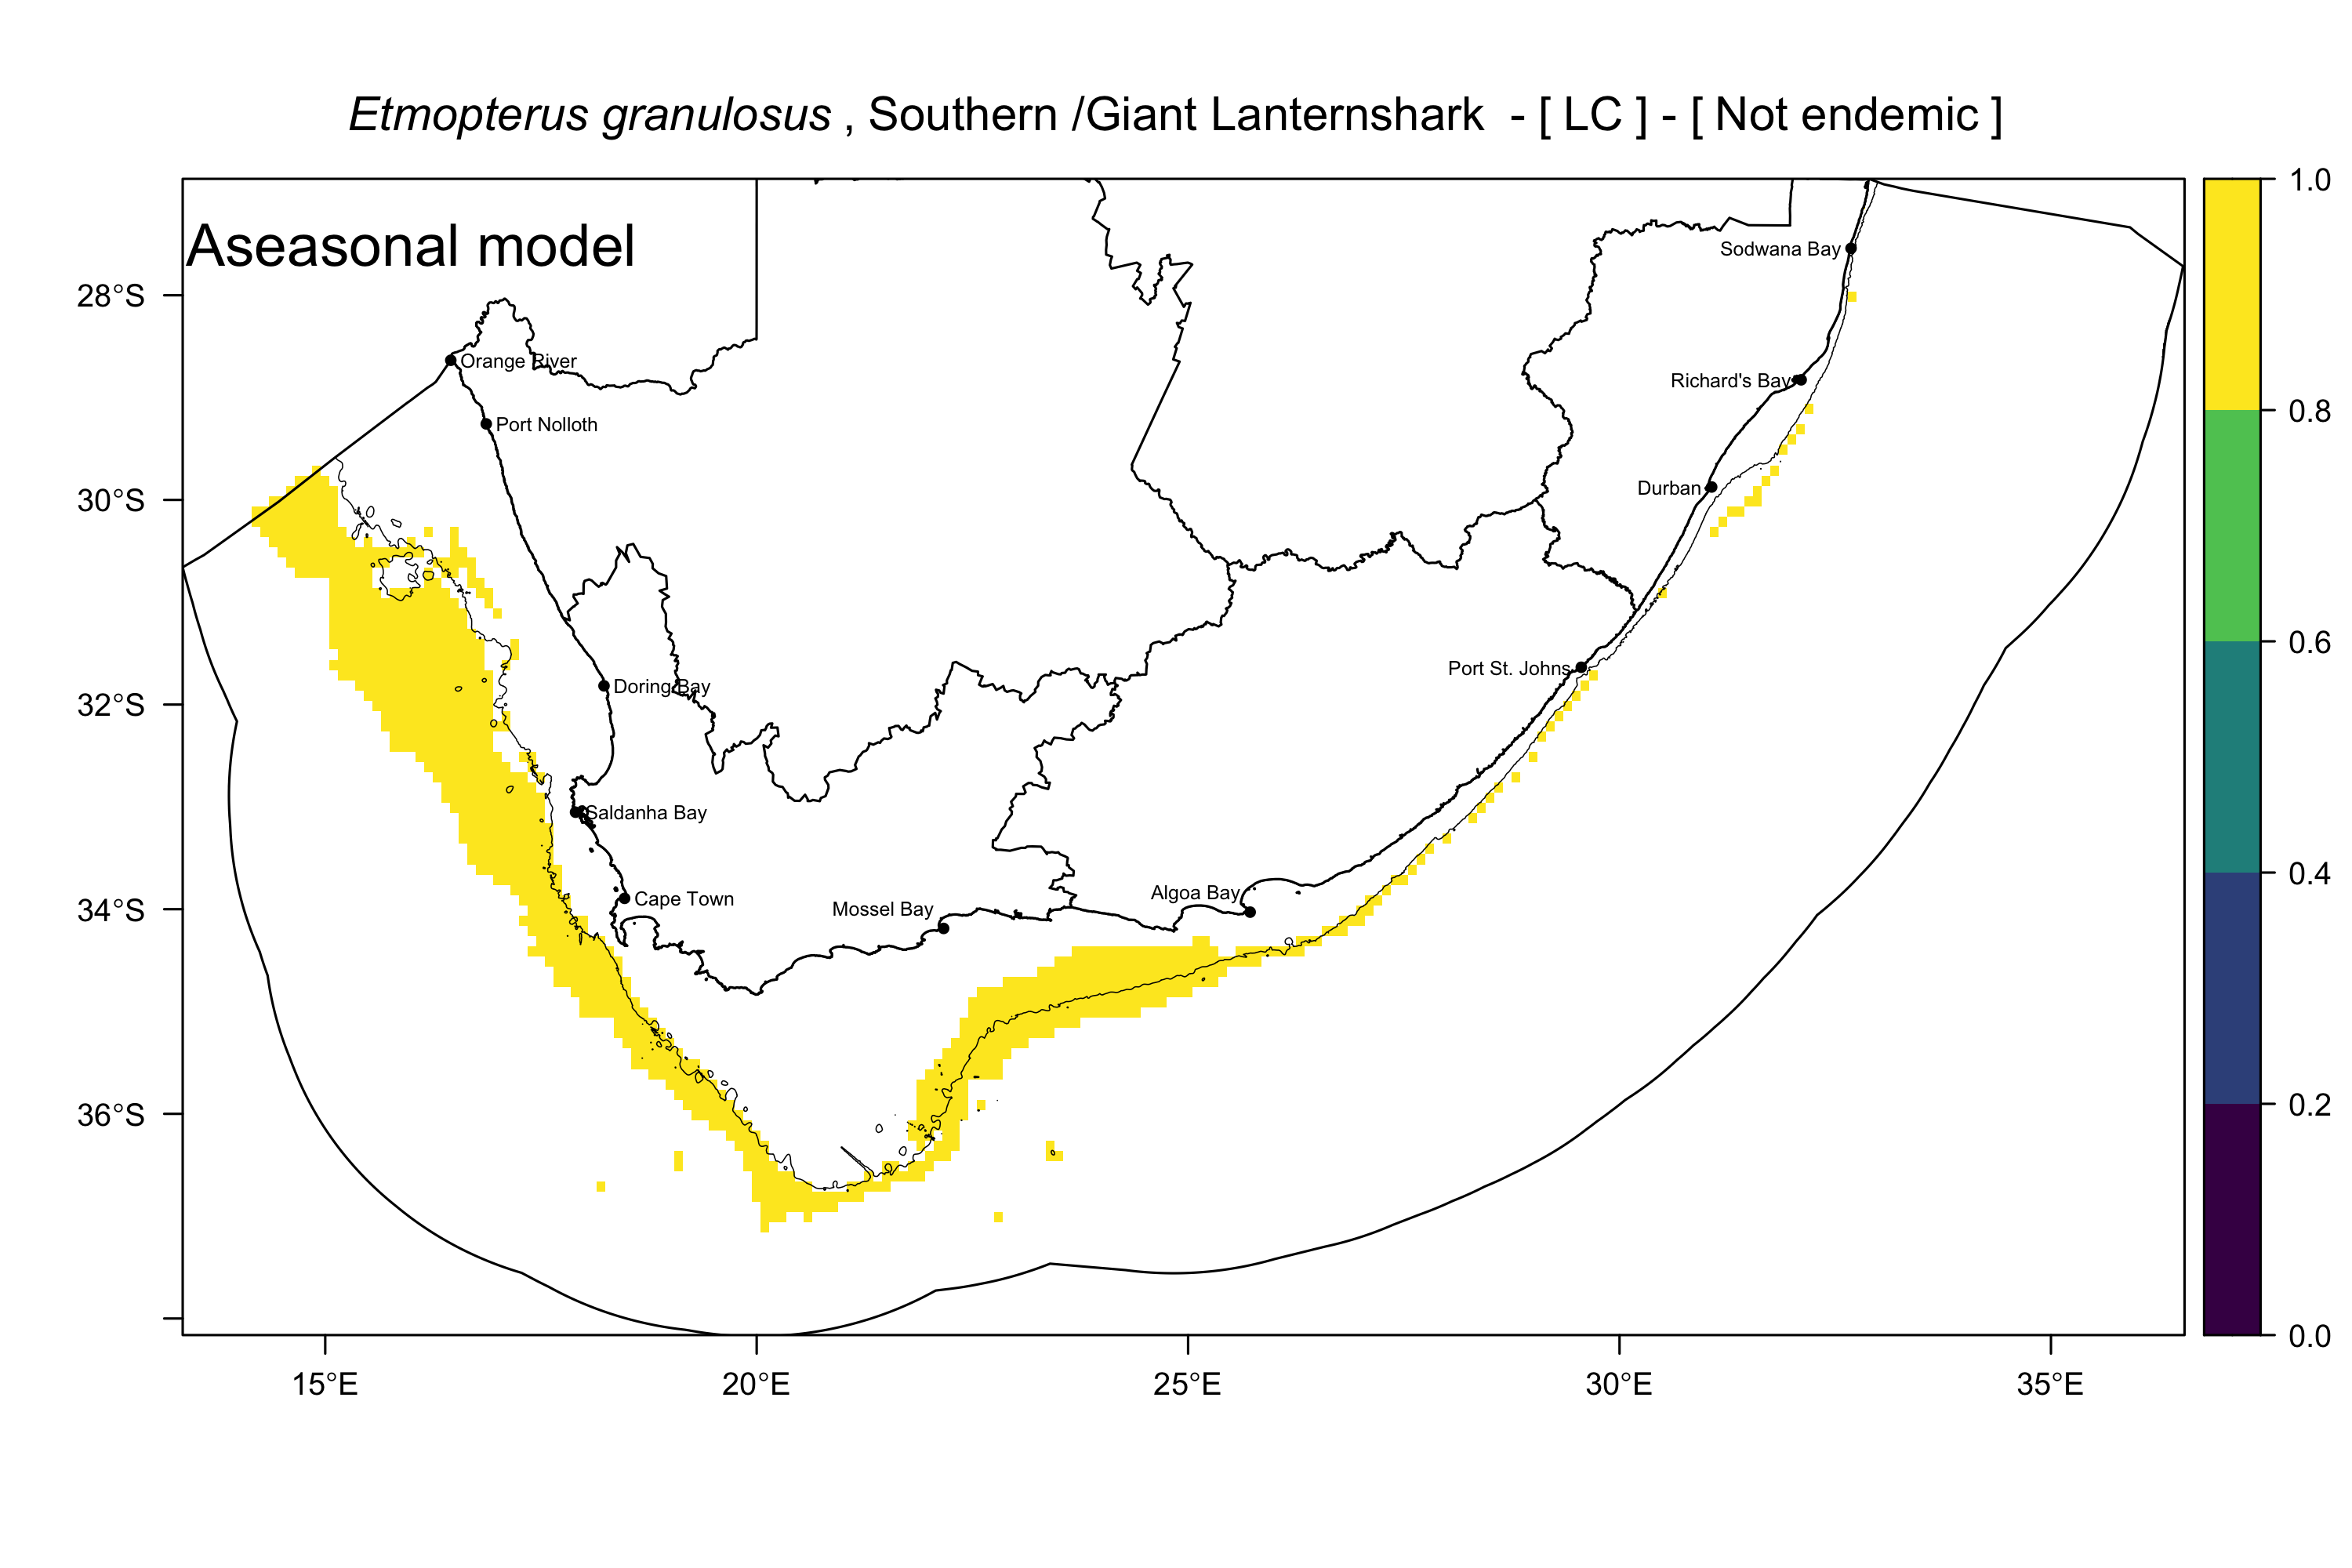 Etmopterus granulosus , Southern /Giant Lanternshark - [ LC ] - [ Not endemic ]
Aseasonal model
1.0
Sodwana Bay
28°S
Orange River
Richard's Bay
0.8
Port Nolloth
Durban
30°S
0.6
Port St. Johns
Doring Bay
32°S
Saldanha Bay
0.4
Algoa Bay
Cape Town
Mossel Bay
34°S
0.2
36°S
0.0
15°E
20°E
25°E
30°E
35°E